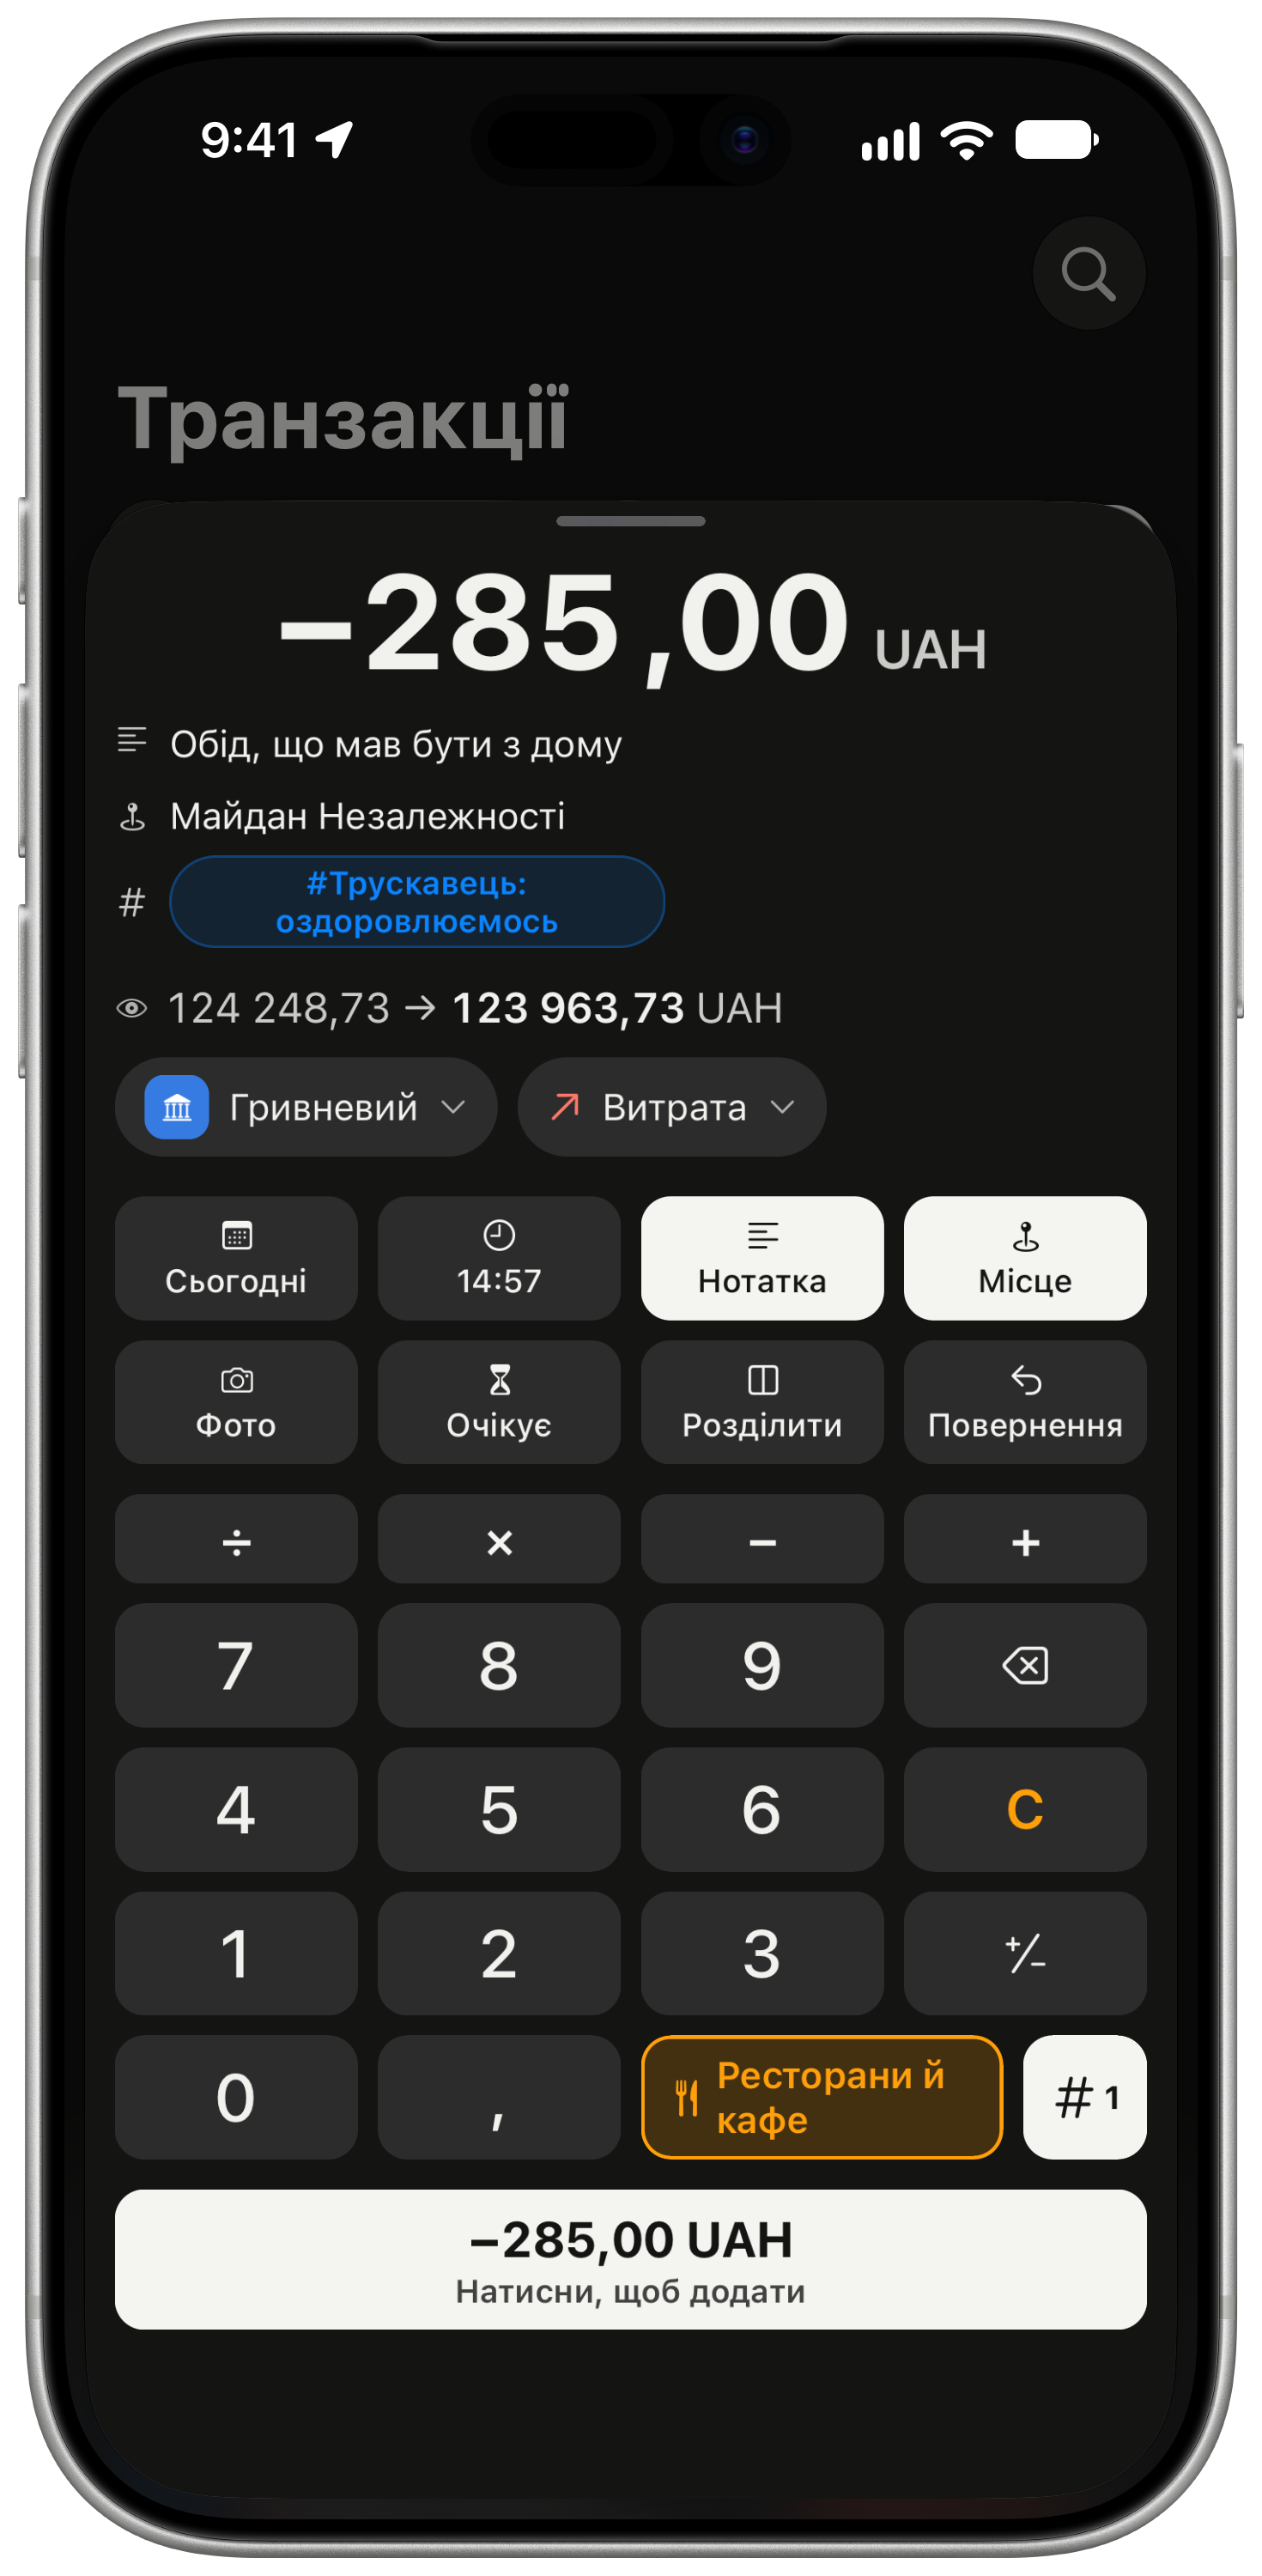 9:41
Транзакції
–285,00 UAH
Обід, що мав бути з дому
Майдан Незалежності
# #Трускавець:
оздоровлюємось
124 248,73 → 123 963,73 UAH
Гривневий Витрата
Сьогодні 14:57 Нотатка Місце
Фото Очікує Розділити Повернення
÷ × − +
7 8 9
4 5 6 C
1 2 3 +/−
0 , Ресторани й
кафе # 1
–285,00 UAH
Натисни, щоб додати